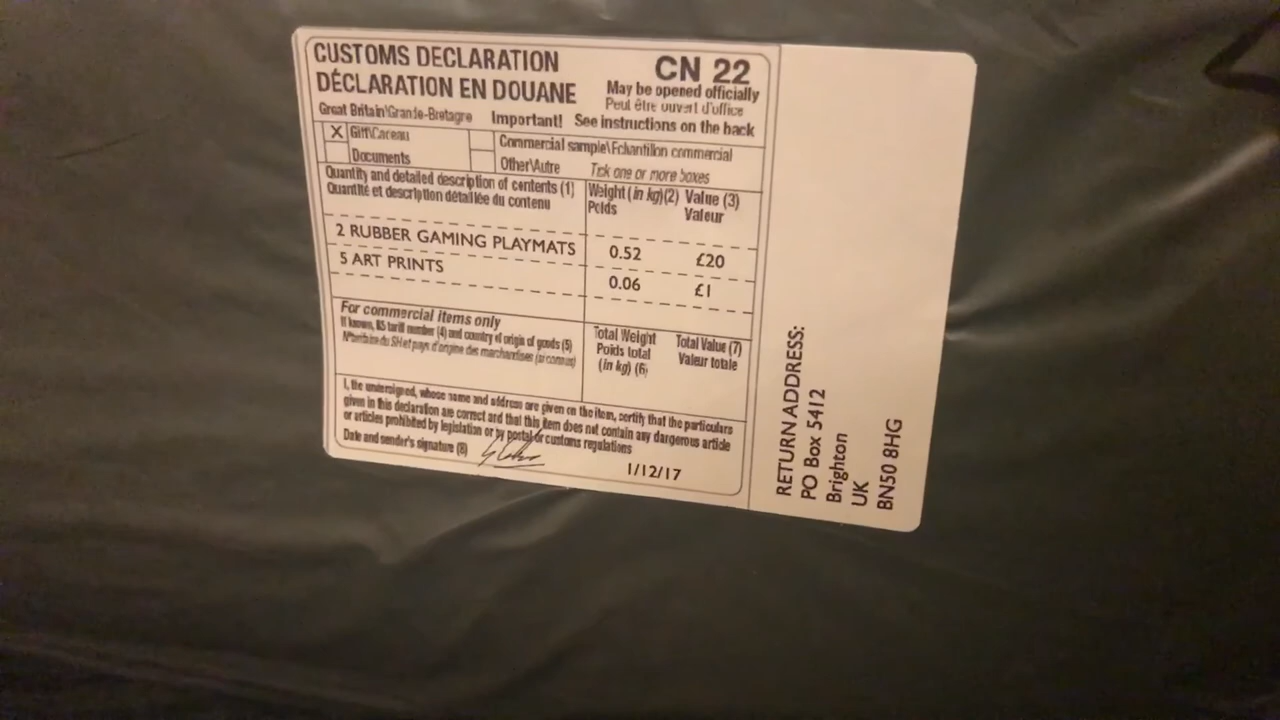 CUSTOMS DECLARATION
DÉCLARATION EN DOUANE
CN 22
May be opened officially
Peut être ouvert d'office
Great Britain\Grande-Bretagne Important! See instructions on the back
X Gift\Cadeau
Commercial sample\Echantillon commercial
Documents
Other\Autre Tick one or more boxes
Quantity and detailed description of contents (1)
Quantité et description détaillée du contenu
Weight (in kg)(2) Value (3)
Poids Valeur
2 RUBBER GAMING PLAYMATS 0.52 £20
5 ART PRINTS 0.06 £1
For commercial items only
If known, HS tariff number (4) and country of origin of goods (5)
N°tarifaire du SH et pays d'origine des marchandises (si connus)
Total Weight Total Value (7)
Poids total Valeur totale
(in kg) (6)
I, the undersigned, whose name and address are given on the item, certify that the particulars
given in this declaration are correct and that this item does not contain any dangerous article
or articles prohibited by legislation or by postal or customs regulations
Date and sender's signature (8) 1/12/17
RETURN ADDRESS:
PO Box 5412
Brighton
UK
BN50 8HG